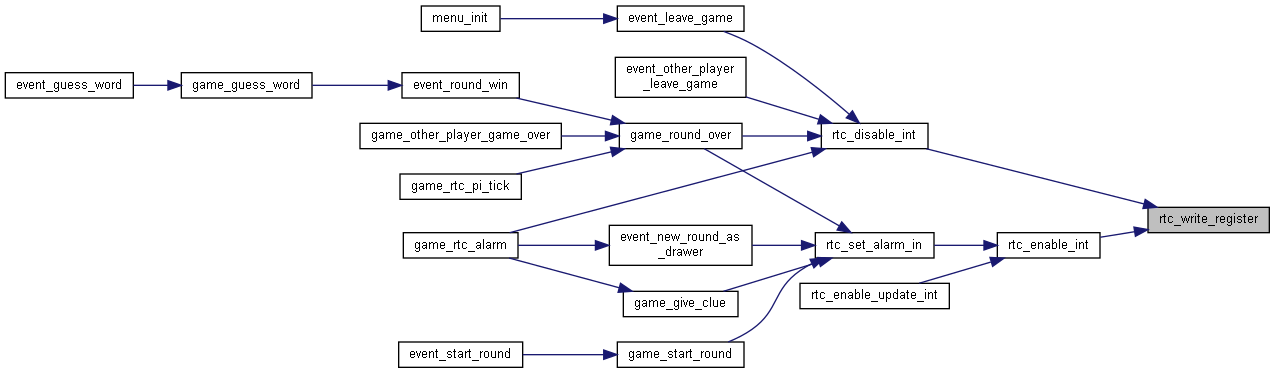 menu_init
event_leave_game
event_other_player
_leave_game
event_guess_word
game_guess_word
event_round_win
game_other_player_game_over
game_round_over
rtc_disable_int
game_rtc_pi_tick
rtc_write_register
game_rtc_alarm
event_new_round_as
_drawer
rtc_set_alarm_in
rtc_enable_int
game_give_clue
rtc_enable_update_int
event_start_round
game_start_round